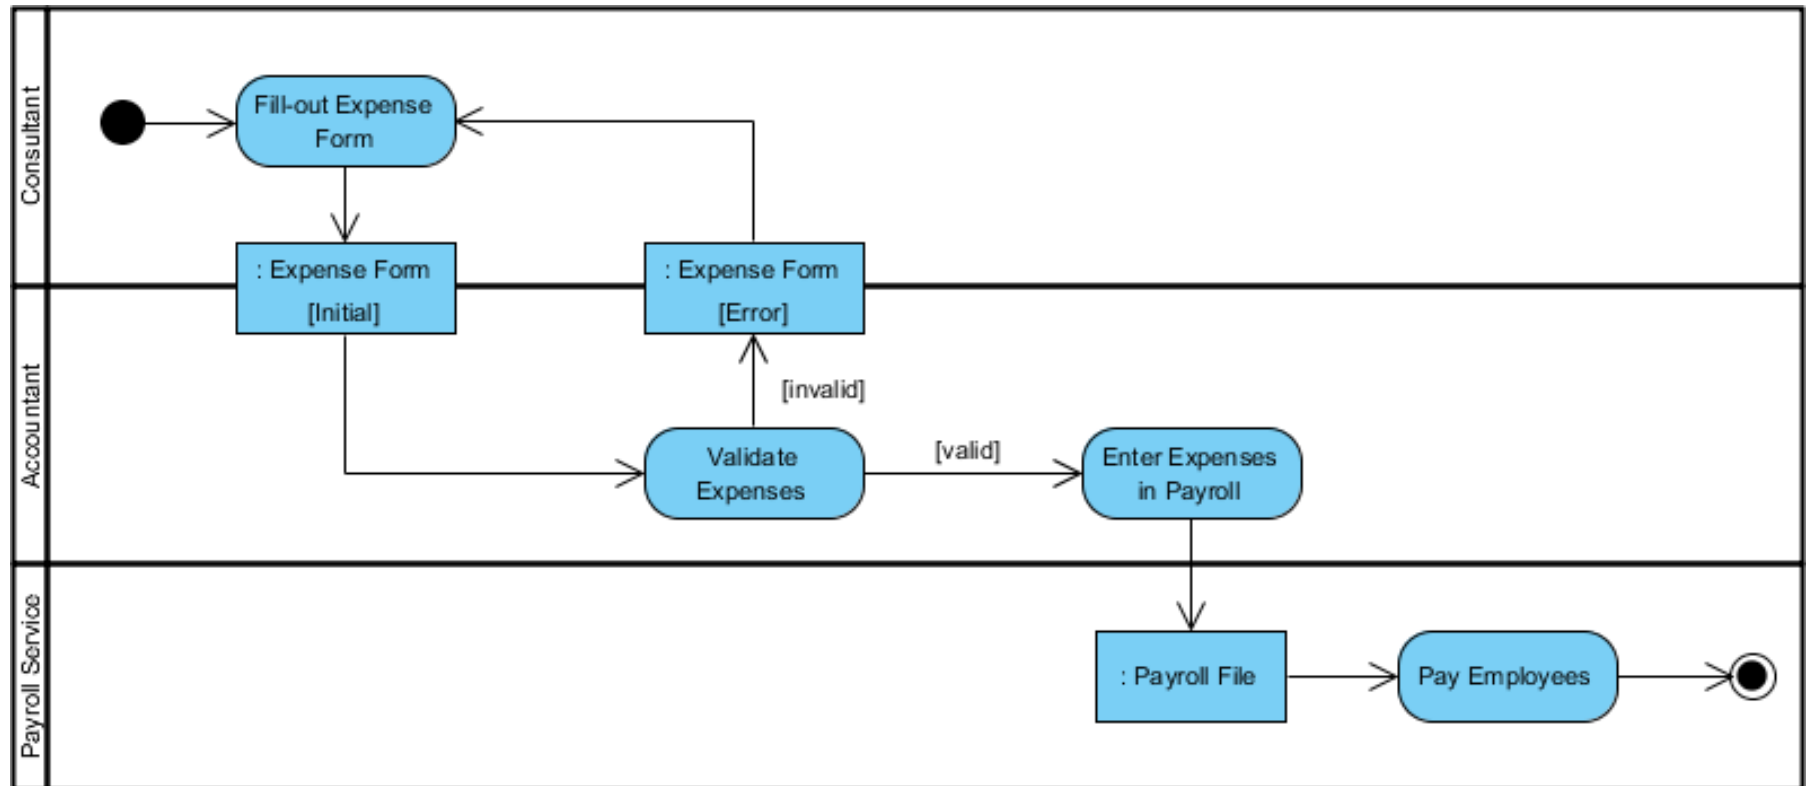 Consultant
Fill-out Expense
Form
: Expense Form
[Initial]
: Expense Form
[Error]
Accountant
[invalid]
Validate
Expenses
[valid]
Enter Expenses
in Payroll
Payroll Service
: Payroll File
Pay Employees